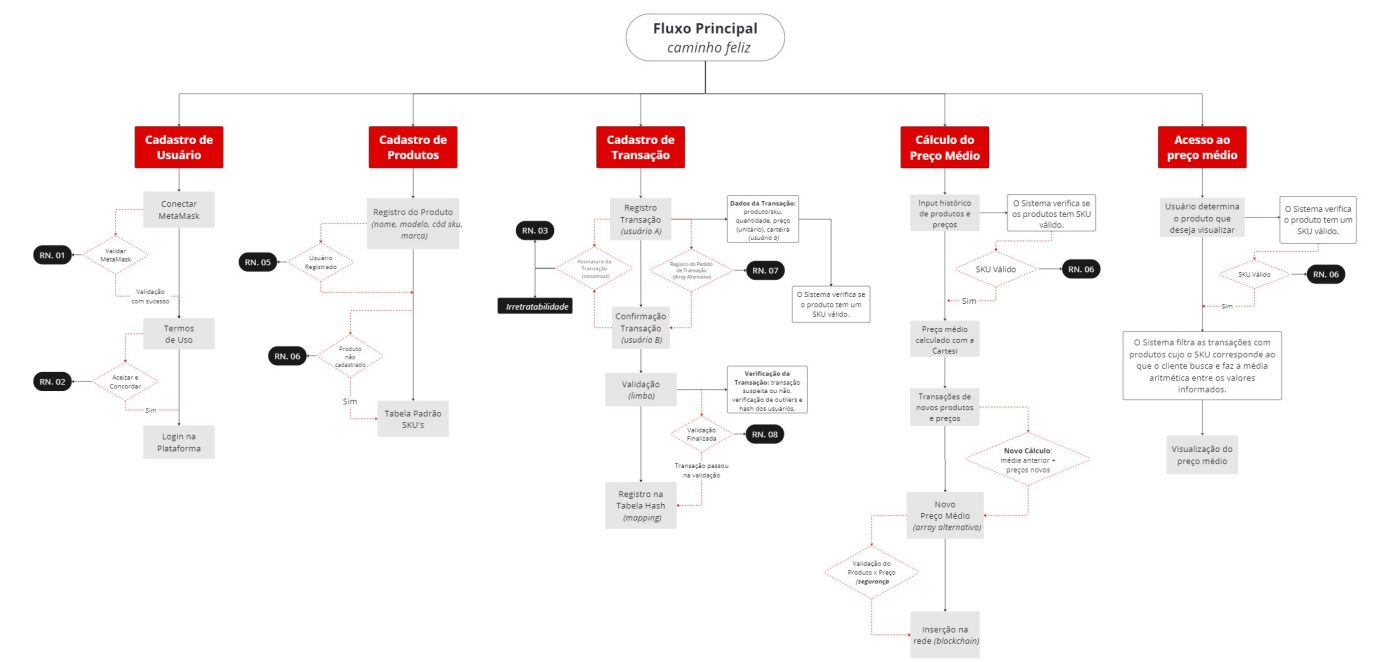 Fluxo Principal
caminho feliz
Cadastro de
Usuário
Conectar
MetaMask
Validar
MetaMask
RN. 01
Validação
com sucesso
Termos
de Uso
Aceitar e
Concordar
RN. 02
Sim
Login na
Plataforma
Cadastro de
Produtos
Registro do Produto
(nome, modelo, cód sku,
marca)
Usuário
Registrado
RN. 05
Produto
não
cadastrado
RN. 06
Sim
Tabela Padrão
SKU's
Cadastro de
Transação
Registro
Transação
(usuário A)
Dados da Transação:
produto/sku,
quantidade, preço
(unitário), carteira
(usuário b)
RN. 03
Assinatura da
Transação
(metamask)
Registro do Pedido
de Transação
(Array Alternativo)
RN. 07
Irretratabilidade
O Sistema verifica se
o produto tem um
SKU válido.
Confirmação
Transação
(usuário B)
Validação
(limbo)
Verificação da
Transação: transação
suspeita ou não,
verificação de outliers e
hash dos usuários.
Validação
Finalizada
RN. 08
Transação passou
na validação
Registro na
Tabela Hash
(mapping)
Cálculo do
Preço Médio
Input histórico
de produtos e
preços
O Sistema verifica se
os produtos tem SKU
válido.
SKU Válido
RN. 06
Sim
Preço médio
calculado com a
Cartesi
Transações de
novos produtos
e preços
Novo Cálculo:
média anterior +
preços novos
Novo
Preço Médio
(array alternativo)
Validação do
Produto x Preço
(segurança)
Inserção na
rede (blockchain)
Acesso ao
preço médio
Usuário determina
o produto que
deseja visualizar
O Sistema verifica
o produto tem um
SKU válido.
SKU Válido
RN. 06
Sim
O Sistema filtra as transações com
produtos cujo o SKU corresponde ao
que o cliente busca e faz a média
aritmética entre os valores
informados.
Visualização do
preço médio